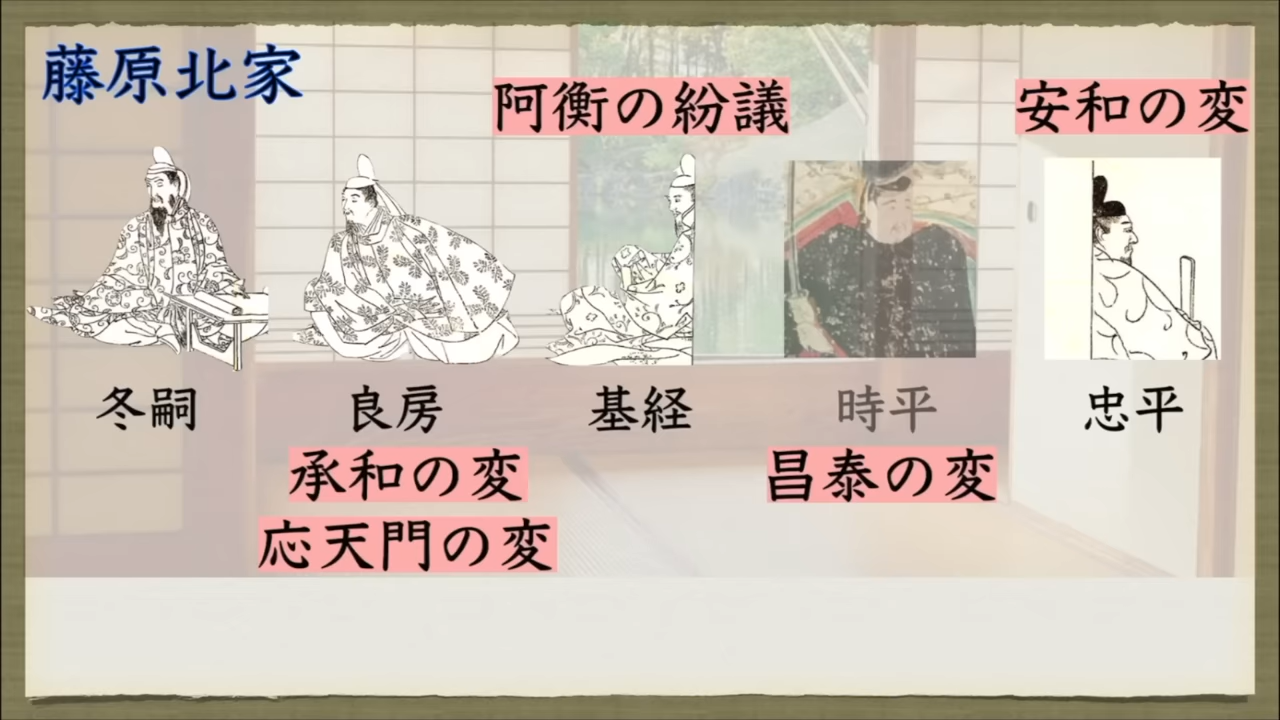 藤原北家
阿衡の紛議
安和の変
冬嗣
良房
基経
時平
忠平
承和の変
昌泰の変
応天門の変